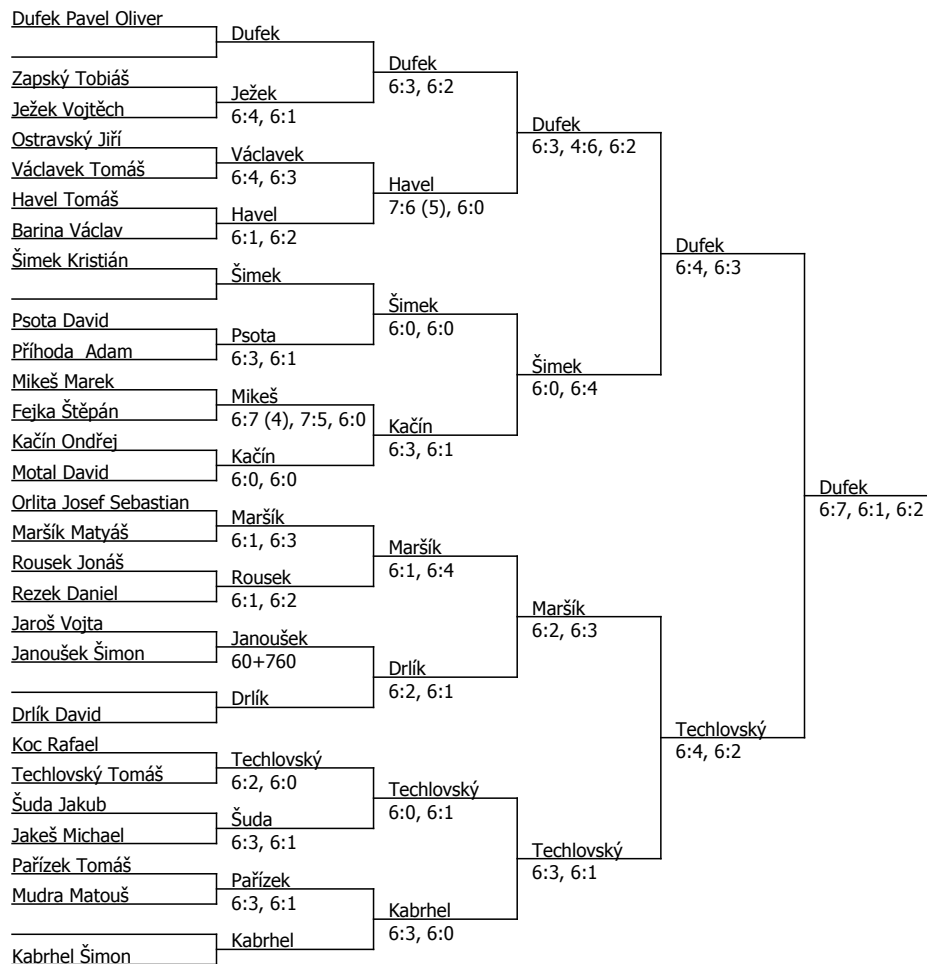 Dufek Pavel Oliver
Zapský Tobiáš
Ježek Vojtěch
Ostravský Jiří
Václavek Tomáš
Havel Tomáš
Barina Václav
Šimek Kristián
Psota David
Příhoda  Adam
Mikeš Marek
Fejka Štěpán
Kačín Ondřej
Motal David
Orlita Josef Sebastian
Maršík Matyáš
Rousek Jonáš
Rezek Daniel
Jaroš Vojta
Janoušek Šimon
Drlík David
Koc Rafael
Techlovský Tomáš
Šuda Jakub
Jakeš Michael
Pařízek Tomáš
Mudra Matouš
Kabrhel Šimon
Dufek
Ježek
6:4, 6:1
Václavek
6:4, 6:3
Havel
6:1, 6:2
Šimek
Psota
6:3, 6:1
Mikeš
6:7 (4), 7:5, 6:0
Kačín
6:0, 6:0
Maršík
6:1, 6:3
Rousek
6:1, 6:2
Janoušek
60+760
Drlík
Techlovský
6:2, 6:0
Šuda
6:3, 6:1
Pařízek
6:3, 6:1
Kabrhel
Dufek
6:3, 6:2
Havel
7:6 (5), 6:0
Šimek
6:0, 6:0
Kačín
6:3, 6:1
Maršík
6:1, 6:4
Drlík
6:2, 6:1
Techlovský
6:0, 6:1
Kabrhel
6:3, 6:0
Dufek
6:3, 4:6, 6:2
Šimek
6:0, 6:4
Maršík
6:2, 6:3
Techlovský
6:3, 6:1
Dufek
6:4, 6:3
Techlovský
6:4, 6:2
Dufek
6:7, 6:1, 6:2